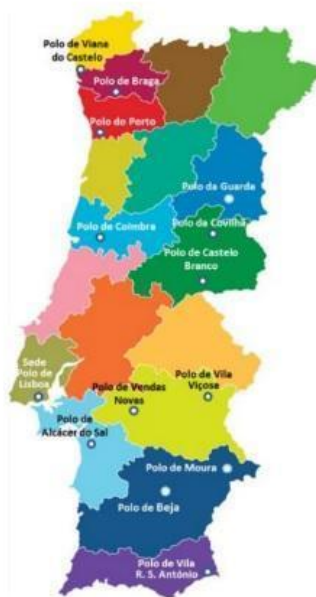 Polo de Viana
do Castelo
Polo de Braga
Polo do Porto
Polo da Guarda
Polo de Coimbra
Polo da Covilhã
Polo de Castelo
Branco
Sede
Polo de
Lisboa
Polo de Vendas
Novas
Polo de Vila
Viçosa
Polo de
Alcácer do Sal
Polo de Moura
Polo de Beja
Polo de Vila
R. S. António